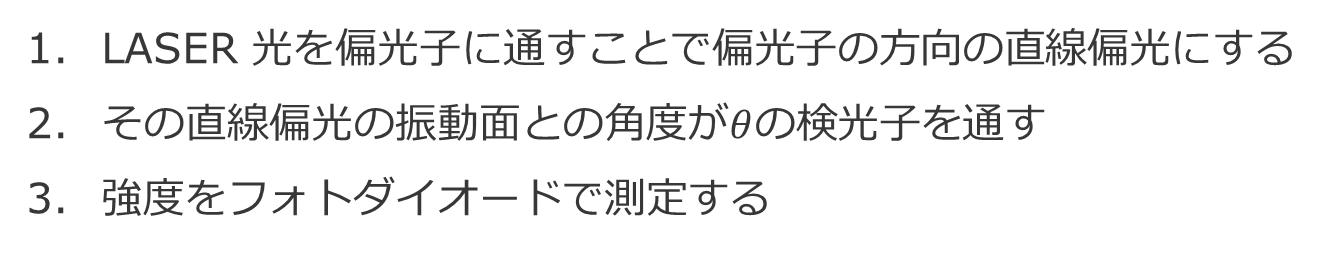 1. LASER 光を偏光子に通すことで偏光子の方向の直線偏光にする
2. その直線偏光の振動面との角度がθの検光子を通す
3. 強度をフォトダイオードで測定する